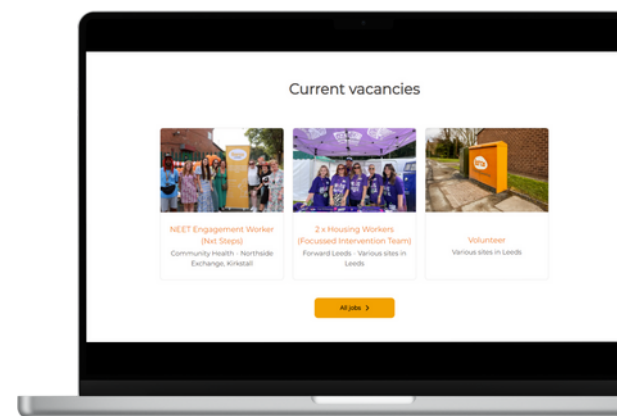 Current vacancies
NEET Engagement Worker
(Nxt Steps)
Community Health - Northside
Exchange, Kirkstall
2 x Housing Workers
(Focussed Intervention Team)
Forward Leeds - Various sites in
Leeds
Volunteer
Various sites in Leeds
All jobs